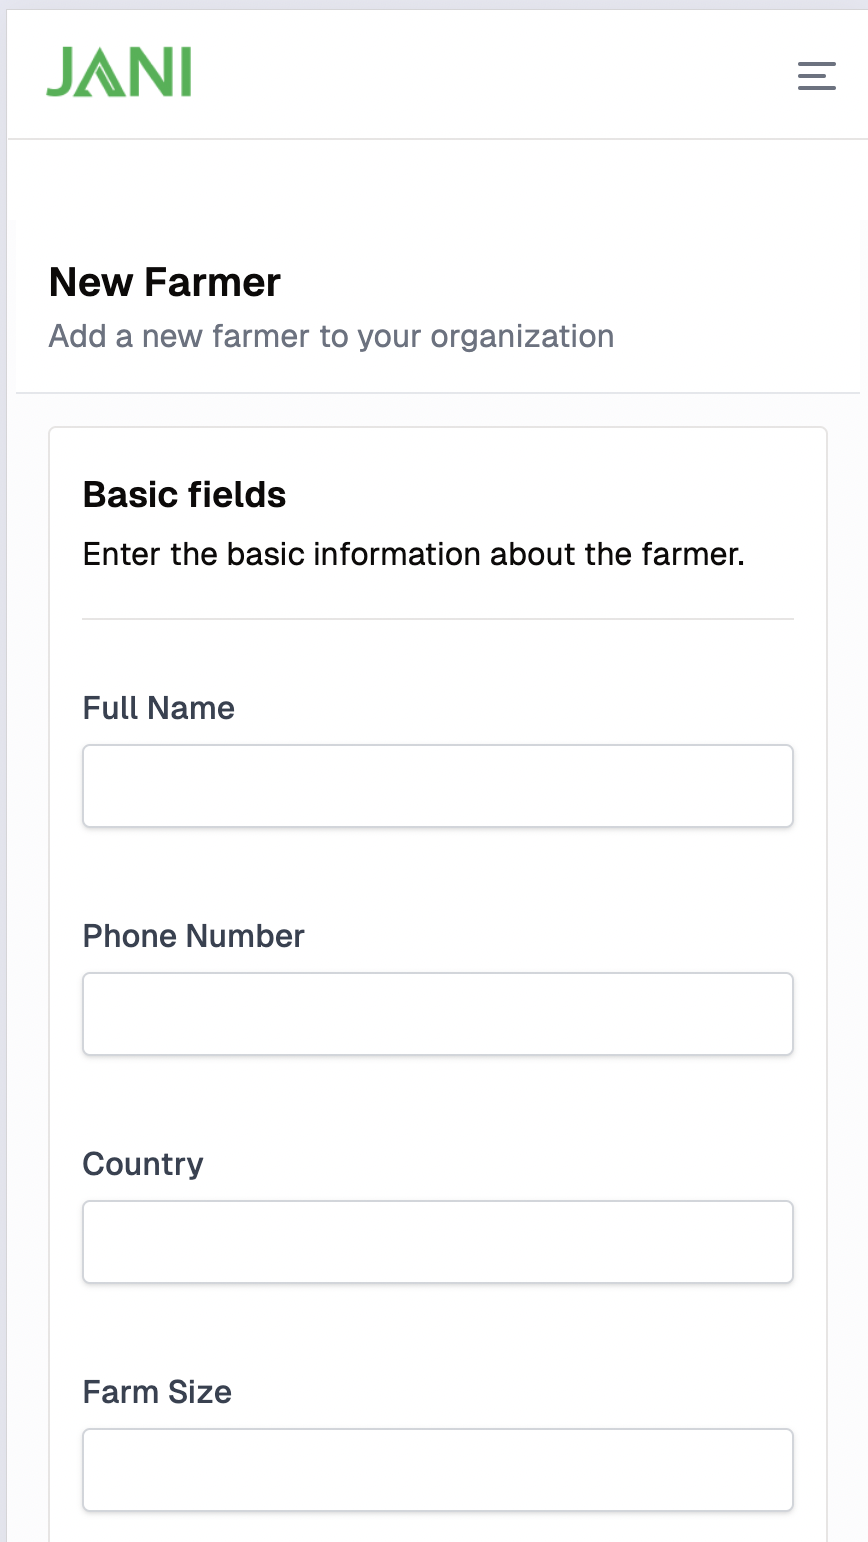 JANI
New Farmer
Add a new farmer to your organization
Basic fields
Enter the basic information about the farmer.
Full Name
Phone Number
Country
Farm Size